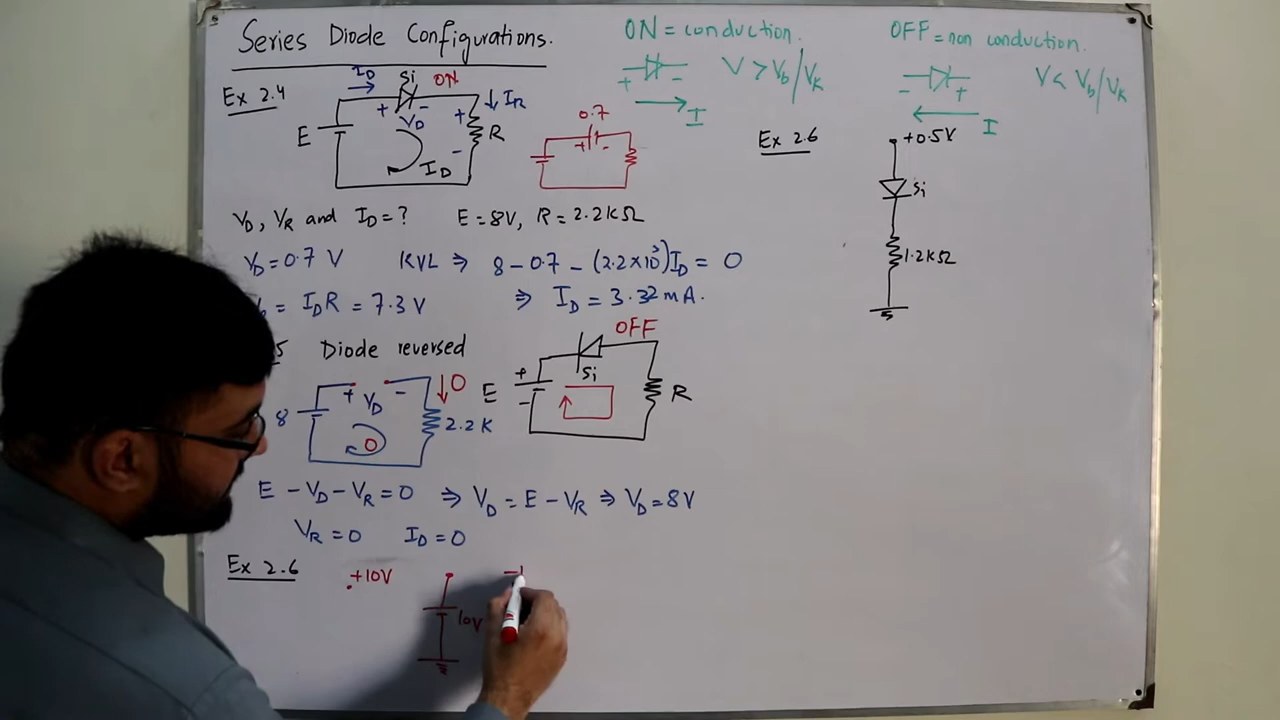 Series Diode Configurations.
ON = conduction.
+ -
V > Vb/VK
I
OFF = non conduction.
- +
V < Vb/VK
I
Ex 2.4
ID
Si
ON
+ VD -
IR
E
+
R
-
ID
0.7
+ -
VD, VR and ID = ? E = 8V, R = 2.2KΩ
VD = 0.7 V KVL ⇒ 8 - 0.7 - (2.2×10³)ID = 0
= IDR = 7.3 V ⇒ ID = 3.32 mA.
5 Diode reversed
OFF
Si
+
E
-
R
8
+ VD -
0
2.2K
0
E - VD - VR = 0 ⇒ VD = E - VR ⇒ VD = 8V
VR = 0 ID = 0
Ex 2.6
+10V
10V
Ex 2.6
+0.5V
Si
1.2KΩ